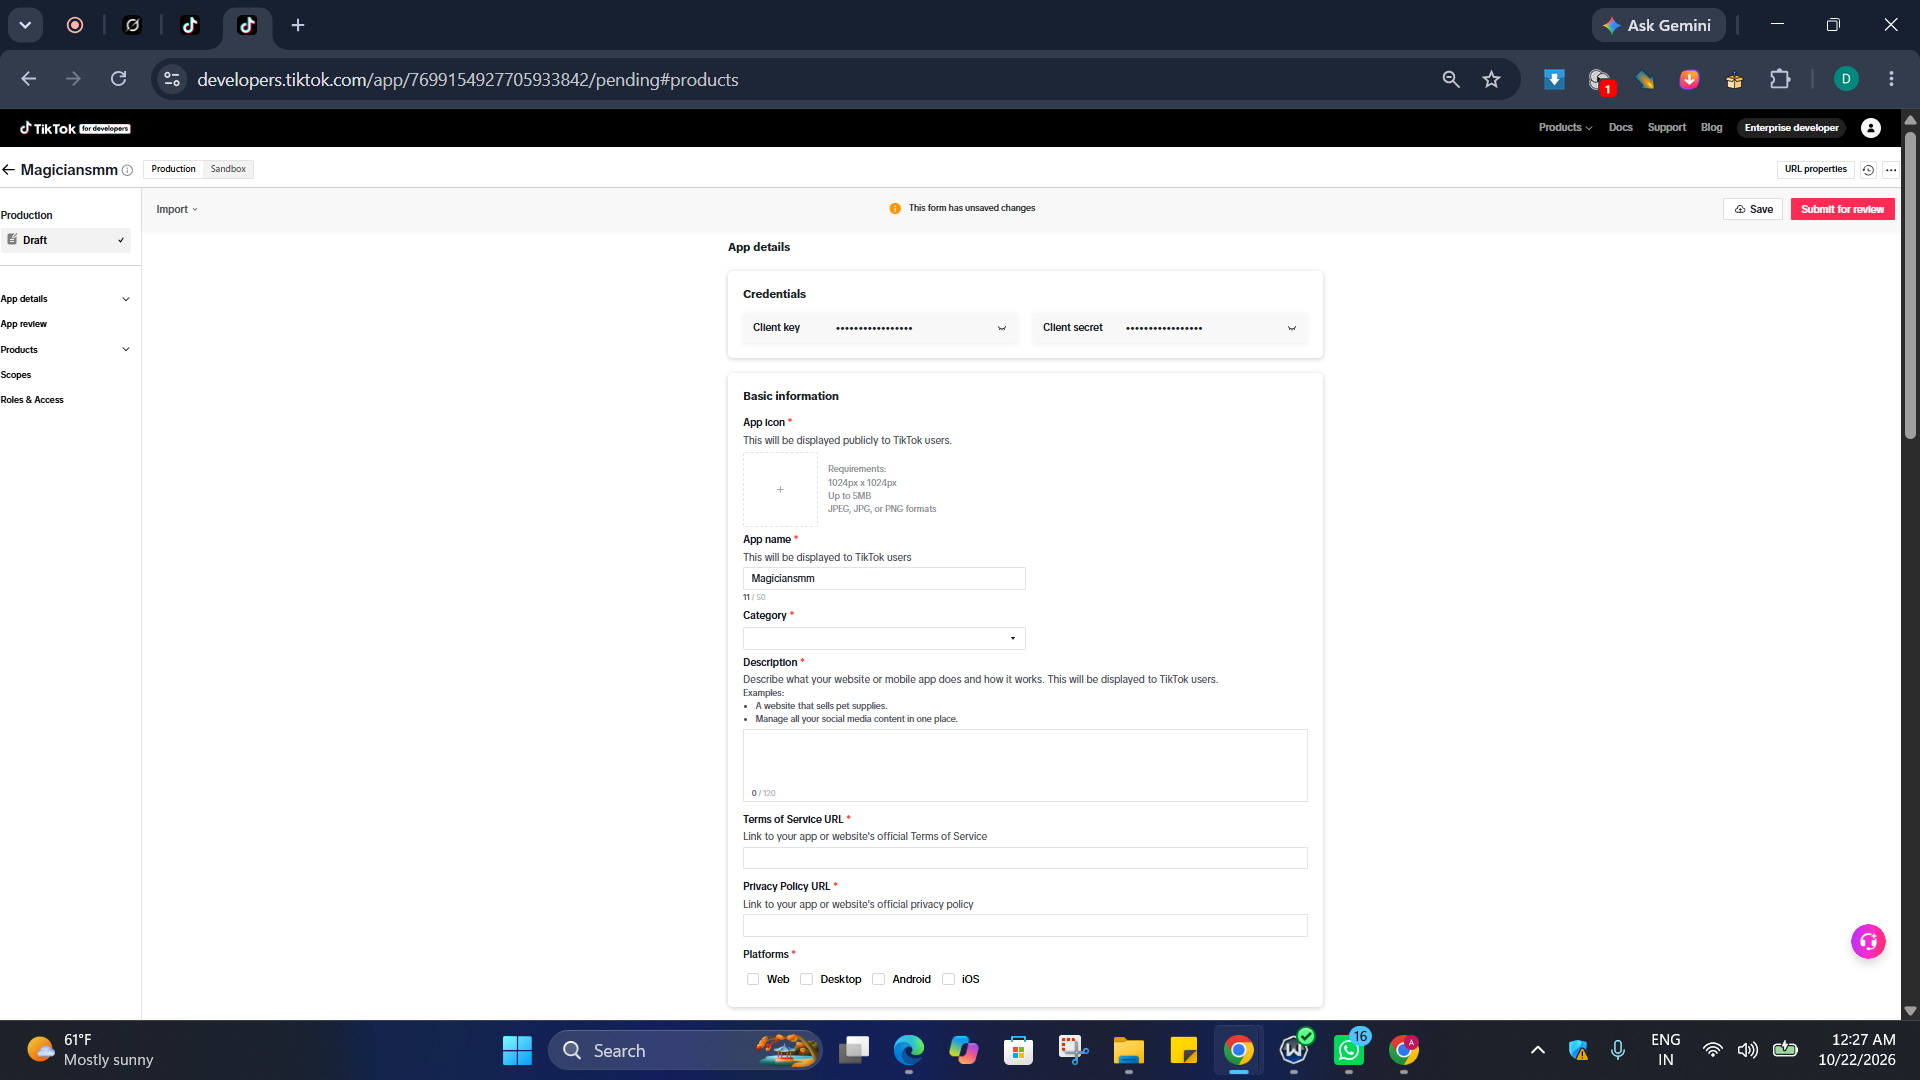 Ask Gemini
developers.tiktok.com/app/7699154927705933842/pending#products
1
D
TikTok for developers
Products
Docs
Support
Blog
Enterprise developer
Magiciansmm
Production
Sandbox
URL properties
Production
Draft
Import
This form has unsaved changes
Save
Submit for review
App details
App review
Products
Scopes
Roles & Access
App details
Credentials
Client key
•••••••••••••••••
Client secret
•••••••••••••••••
Basic information
App icon *
This will be displayed publicly to TikTok users.
Requirements:
1024px x 1024px
Up to 5MB
JPEG, JPG, or PNG formats
App name *
This will be displayed to TikTok users
Magiciansmm
11 / 50
Category *
Description *
Describe what your website or mobile app does and how it works. This will be displayed to TikTok users.
Examples:
• A website that sells pet supplies.
• Manage all your social media content in one place.
0 / 120
Terms of Service URL *
Link to your app or website's official Terms of Service
Privacy Policy URL *
Link to your app or website's official privacy policy
Platforms *
Web
Desktop
Android
iOS
61°F
Mostly sunny
Search
16
A
ENG
IN
12:27 AM
10/22/2026